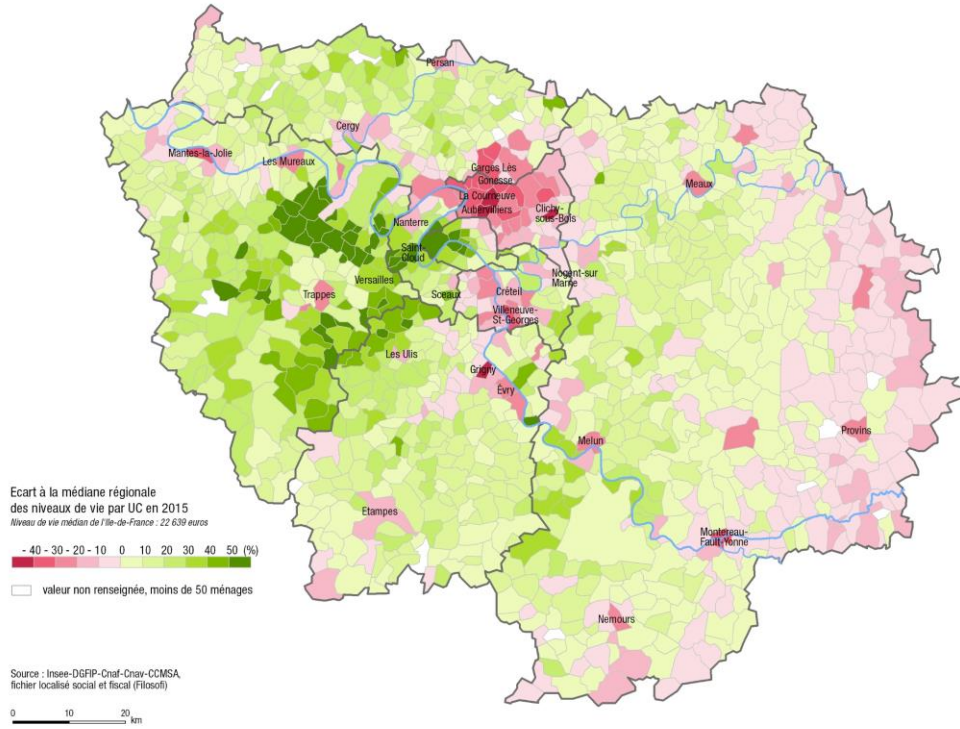 Persan
Cergy
Mantes-la-Jolie
Les Mureaux
Garges Lès
Gonesse
La Courneuve
Aubervilliers
Clichy-
sous-Bois
Meaux
Nanterre
Saint-
Cloud
Nogent-sur
Marne
Versailles
Trappes
Sceaux
Créteil
Villeneuve-
St-Georges
Les Ulis
Grigny
Évry
Provins
Melun
Etampes
Montereau-
Fault-Yonne
Nemours
Ecart à la médiane régionale
des niveaux de vie par UC en 2015
Niveau de vie médian de l'Ile-de-France : 22 639 euros
- 40 - 30 - 20 - 10 0 10 20 30 40 50 (%)
valeur non renseignée, moins de 50 ménages
Source : Insee-DGFIP-Cnaf-Cnav-CCMSA,
fichier localisé social et fiscal (Filosofi)
0 10 20 km